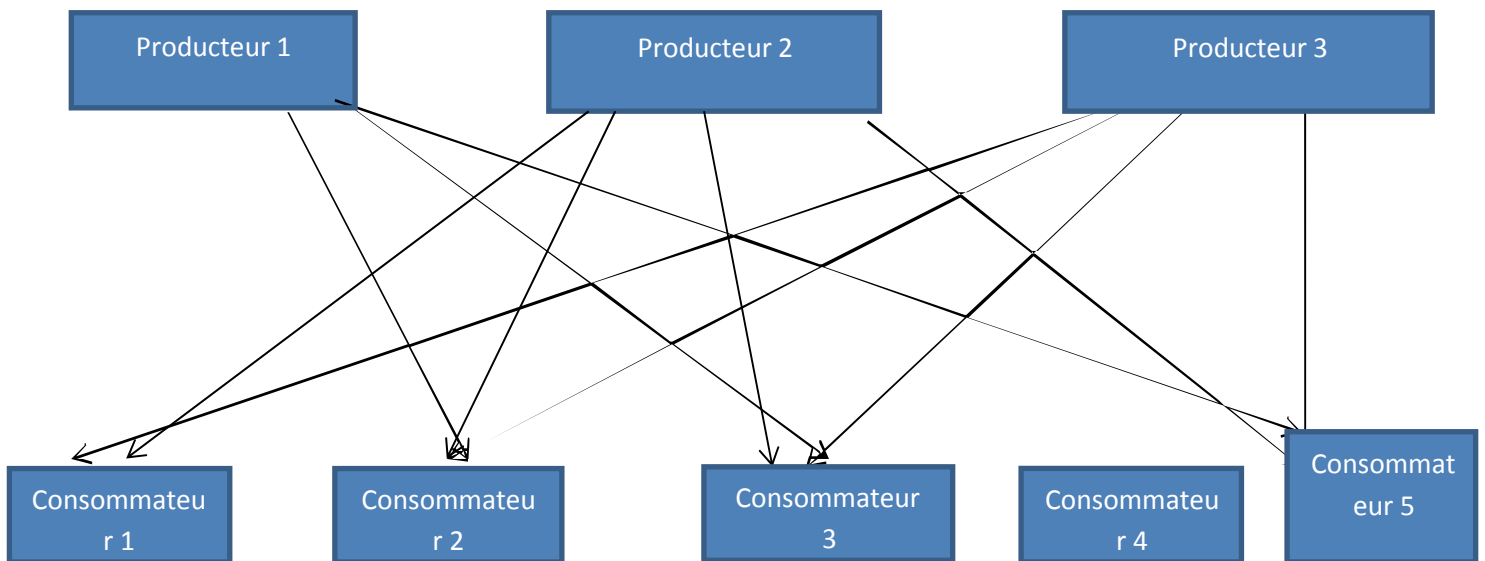 Producteur 1
Producteur 2
Producteur 3
Consommateu
r 1
Consommateu
r 2
Consommateur
3
Consommateu
r 4
Consommat
eur 5